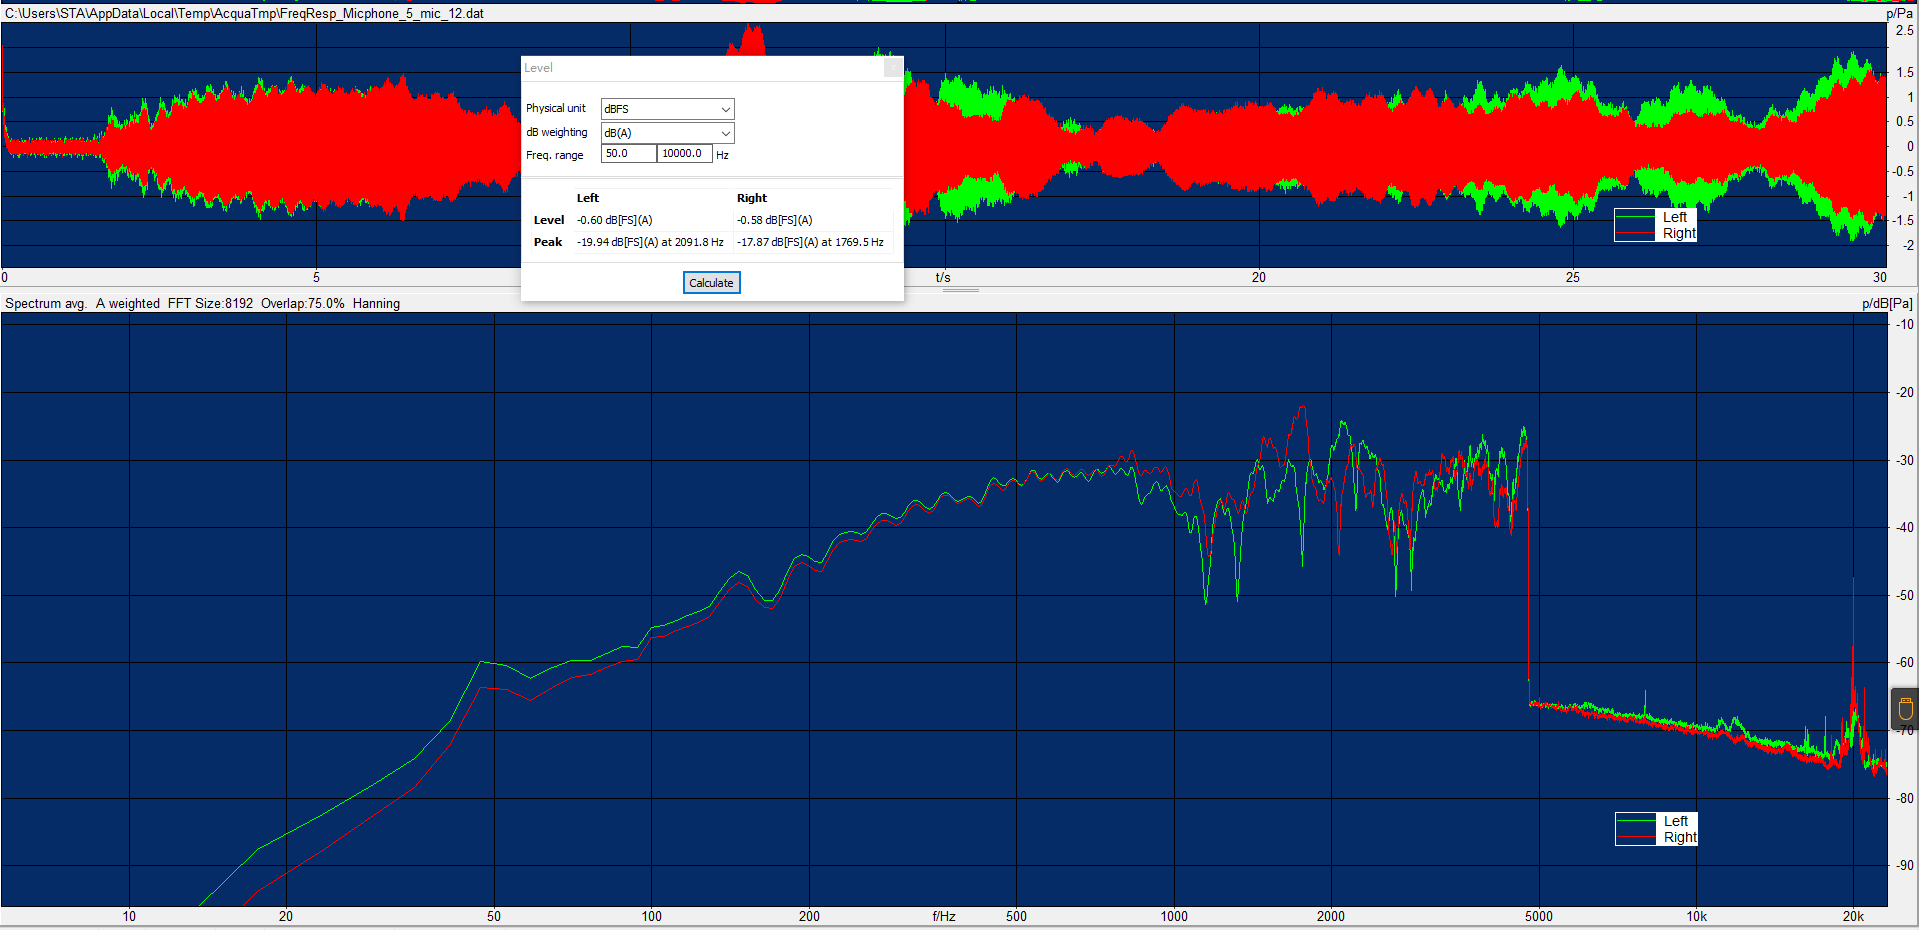 C:\Users\STA\AppData\Local\Temp\AcquaTmp\FreqResp_Micphone_5_mic_12.dat p/Pa
2.5
1.5
1
0.5
0
-0.5
-1
-1.5
-2
Level
Physical unit dBFS
dB weighting dB(A)
Freq. range 50.0 10000.0 Hz
Left Right
Level -0.60 dB[FS](A) -0.58 dB[FS](A)
Peak -19.94 dB[FS](A) at 2091.8 Hz -17.87 dB[FS](A) at 1769.5 Hz
Calculate
Left
Right
0 5 t/s 20 25 30
Spectrum avg. A weighted FFT Size:8192 Overlap:75.0% Hanning p/dB[Pa]
-10
-20
-30
-40
-50
-60
-70
-80
-90
Left
Right
10 20 50 100 200 f/Hz 500 1000 2000 5000 10k 20k